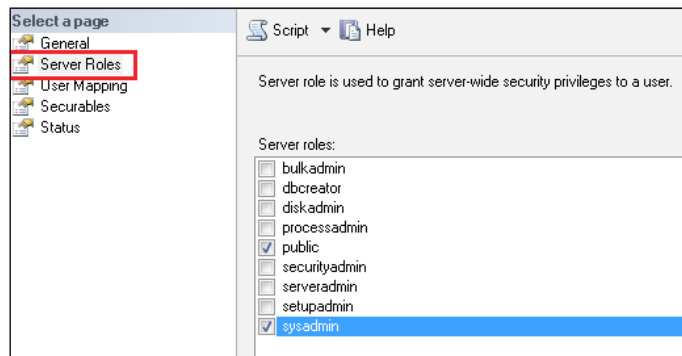 Select a page
General
Server Roles
User Mapping
Securables
Status
Script Help
Server role is used to grant server-wide security privileges to a user.
Server roles:
bulkadmin
dbcreator
diskadmin
processadmin
public
securityadmin
serveradmin
setupadmin
sysadmin